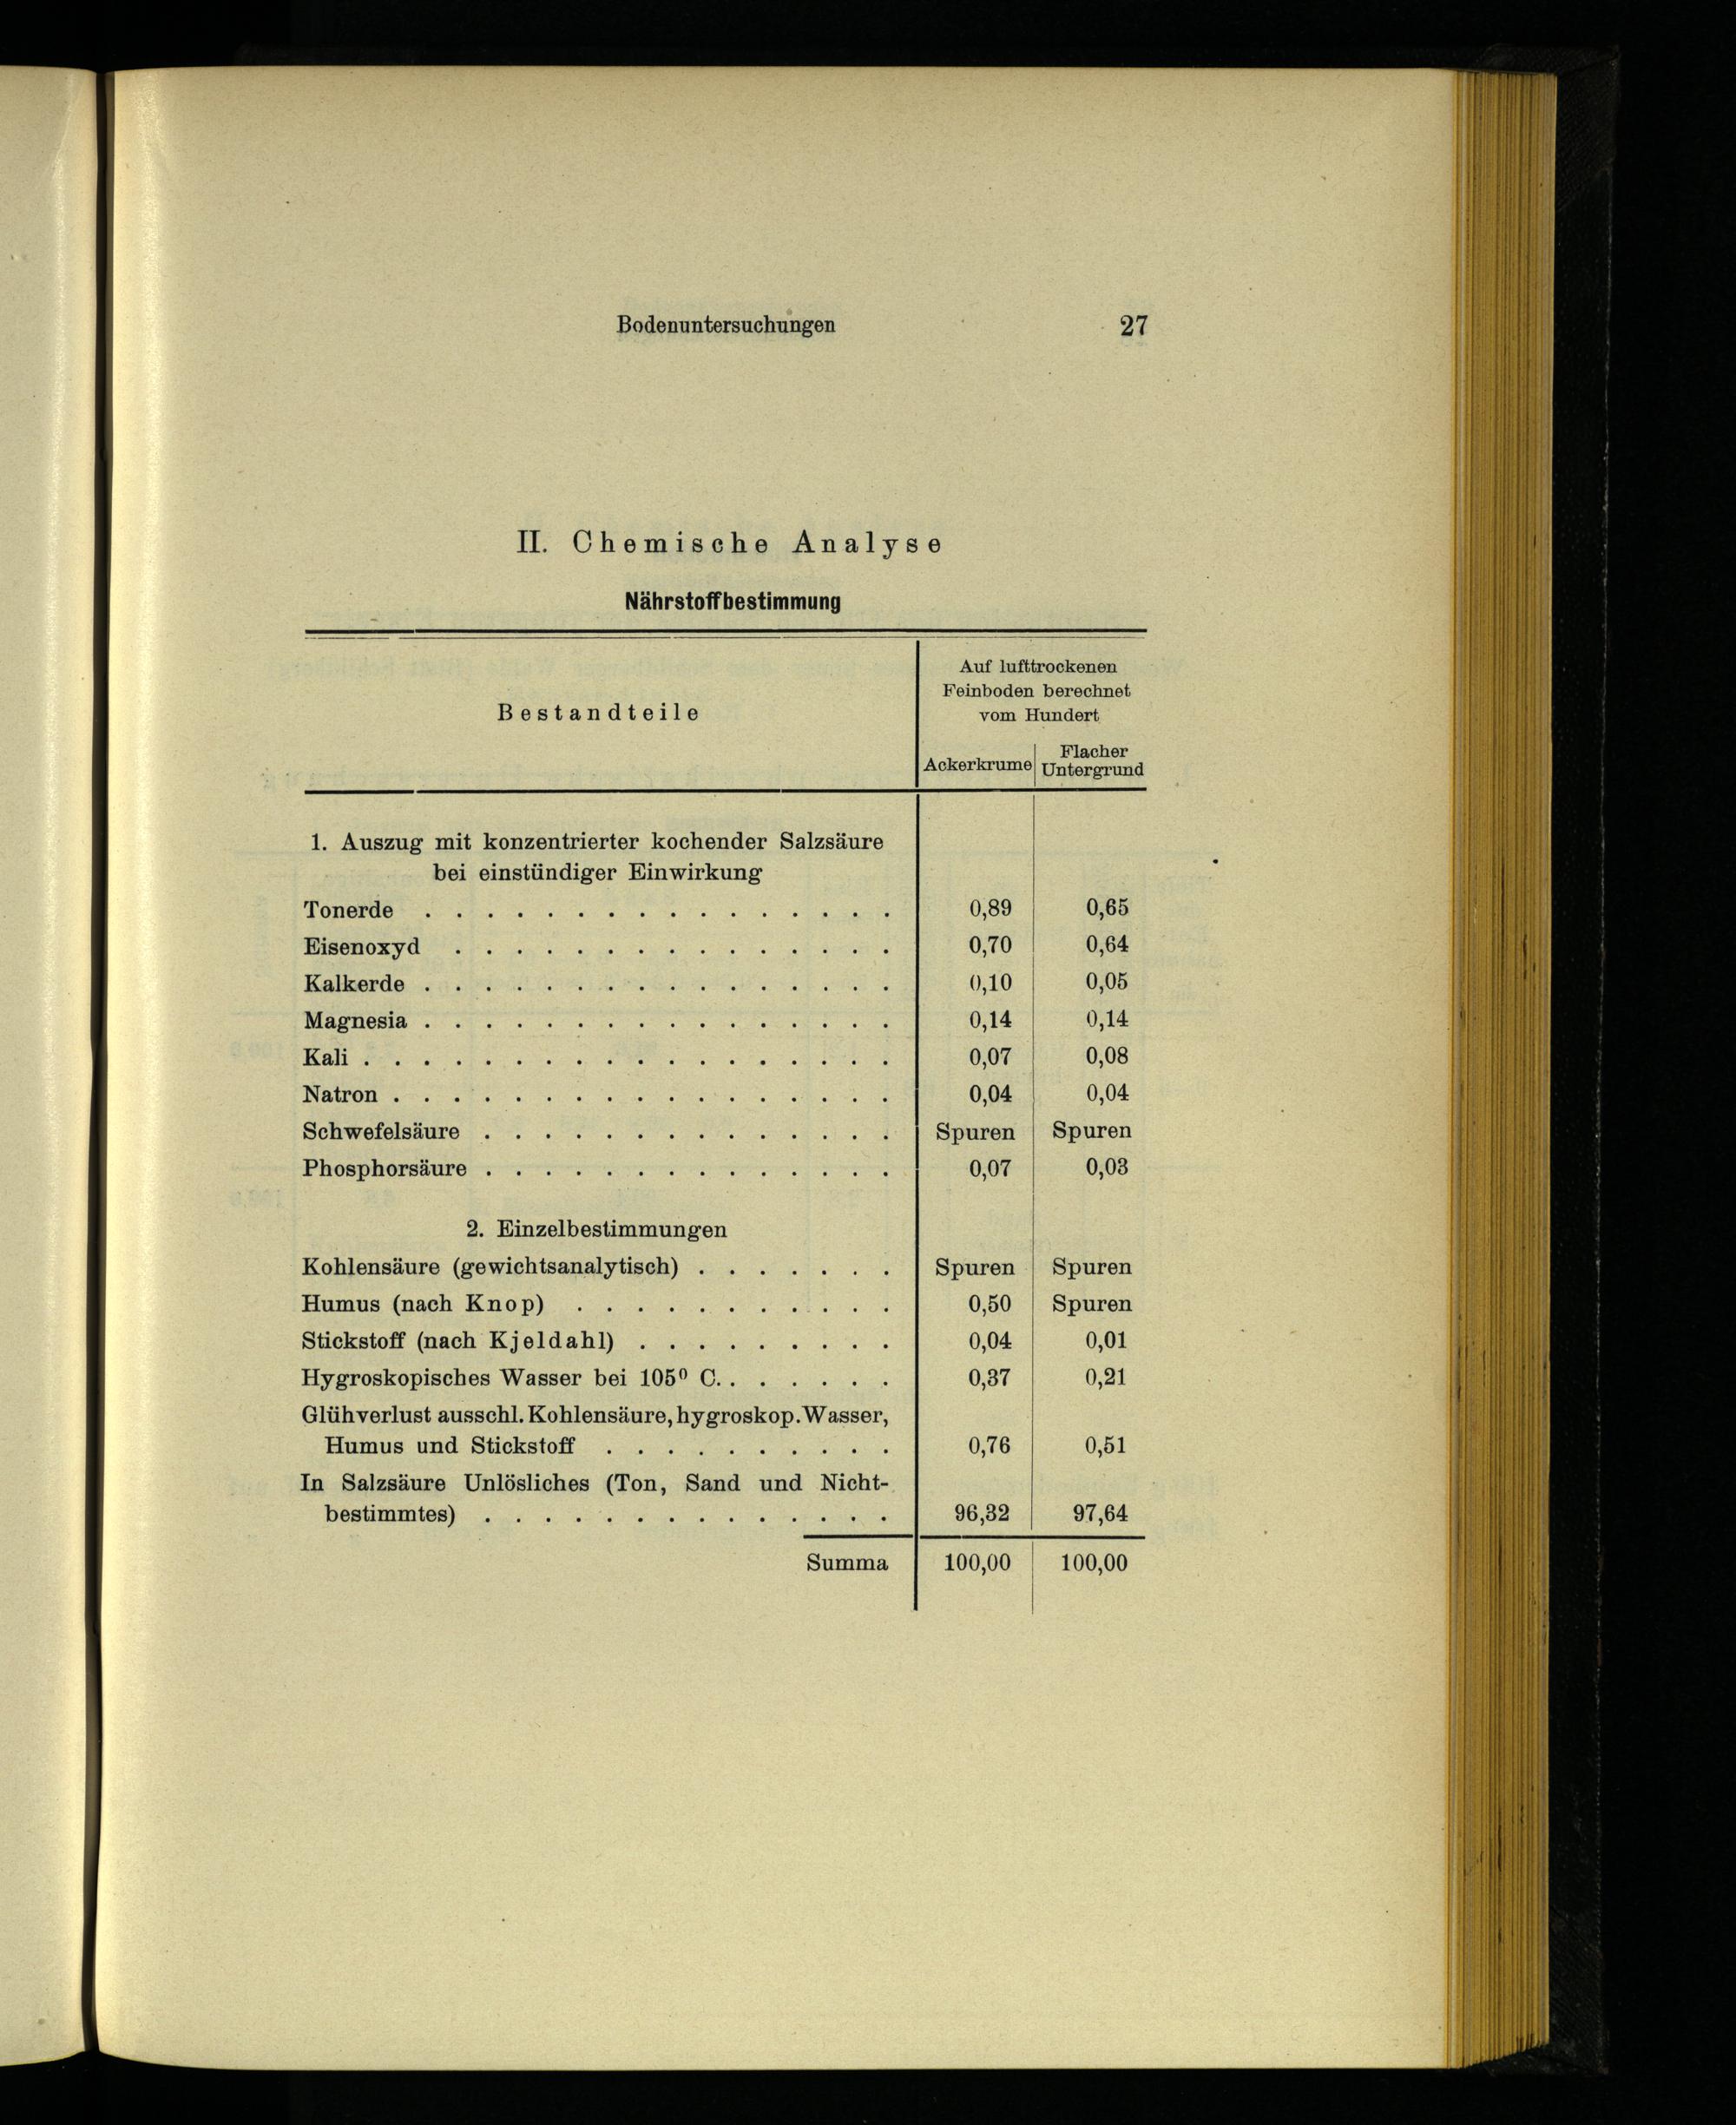 Bodenuntersuchungen 27
II. Chemische Analyse
Nährstoffbestimmung
Bestandteile
Auf lufttrockenen
Feinboden berechnet
vom Hundert
Ackerkrume
Flacher
Untergrund
1. Auszug mit konzentrierter kochender Salzsäure
bei einstündiger Einwirkung
Tonerde . . . . . . . . . . . . . . . . 0,89 0,65
Eisenoxyd . . . . . . . . . . . . . . . 0,70 0,64
Kalkerde . . . . . . . . . . . . . . . . 0,10 0,05
Magnesia . . . . . . . . . . . . . . . . 0,14 0,14
Kali . . . . . . . . . . . . . . . . . . 0,07 0,08
Natron . . . . . . . . . . . . . . . . . 0,04 0,04
Schwefelsäure . . . . . . . . . . . . . . Spuren Spuren
Phosphorsäure . . . . . . . . . . . . . . 0,07 0,03
2. Einzelbestimmungen
Kohlensäure (gewichtsanalytisch) . . . . . . . Spuren Spuren
Humus (nach Knop) . . . . . . . . . . . 0,50 Spuren
Stickstoff (nach Kjeldahl) . . . . . . . . . 0,04 0,01
Hygroskopisches Wasser bei 105⁰ C. . . . . . . 0,37 0,21
Glühverlust ausschl. Kohlensäure, hygroskop. Wasser,
Humus und Stickstoff . . . . . . . . . . 0,76 0,51
In Salzsäure Unlösliches (Ton, Sand und Nicht-
bestimmtes) . . . . . . . . . . . . . . 96,32 97,64
Summa 100,00 100,00